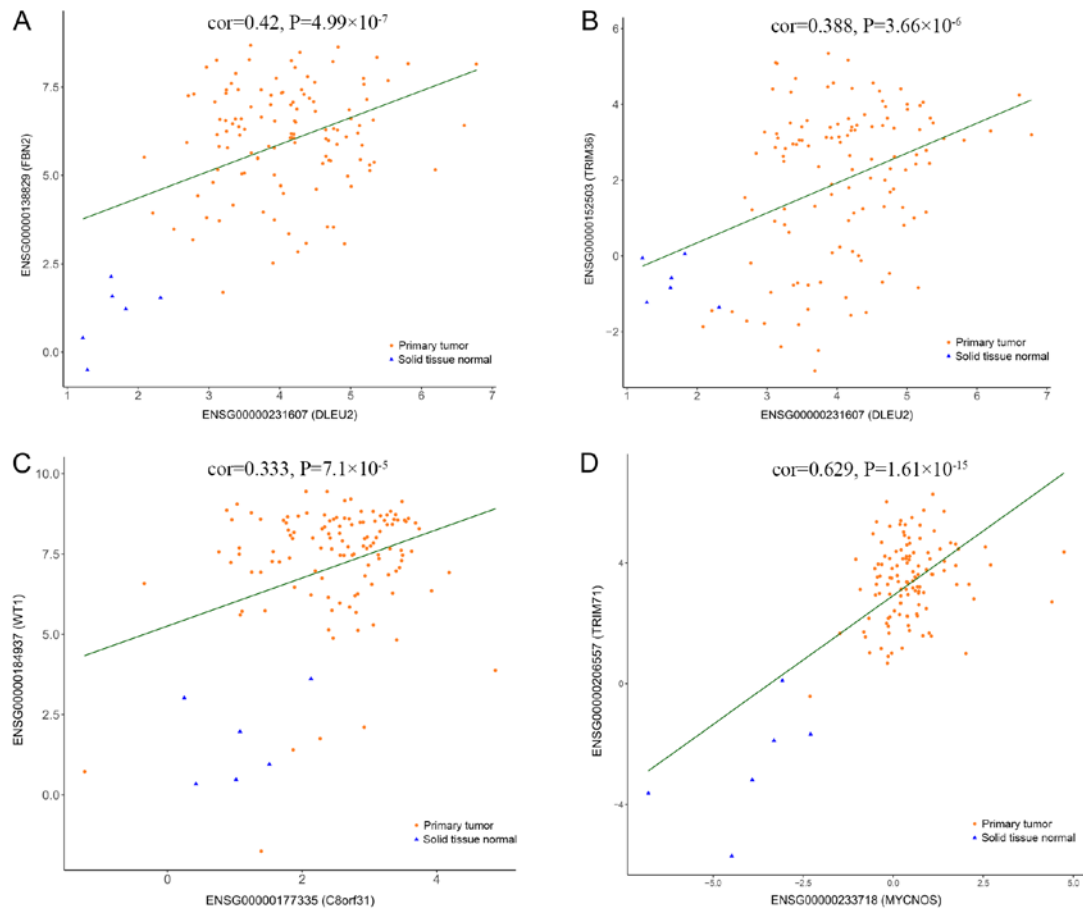 A
cor=0.42, P=4.99×10-7
7.5
5.0
2.5
0.0
ENSG00000138829 (FBN2)
Primary tumor
Solid tissue normal
1 2 3 4 5 6 7
ENSG00000231607 (DLEU2)
B
cor=0.388, P=3.66×10-6
6
4
2
0
−2
ENSG00000152503 (TRIM36)
Primary tumor
Solid tissue normal
1 2 3 4 5 6 7
ENSG00000231607 (DLEU2)
C
cor=0.333, P=7.1×10-5
10.0
7.5
5.0
2.5
0.0
ENSG00000184937 (WT1)
Primary tumor
Solid tissue normal
0 2 4
ENSG00000177335 (C8orf31)
D
cor=0.629, P=1.61×10-15
4
0
−4
ENSG00000206557 (TRIM71)
Primary tumor
Solid tissue normal
−5.0 −2.5 0.0 2.5 5.0
ENSG00000233718 (MYCNOS)